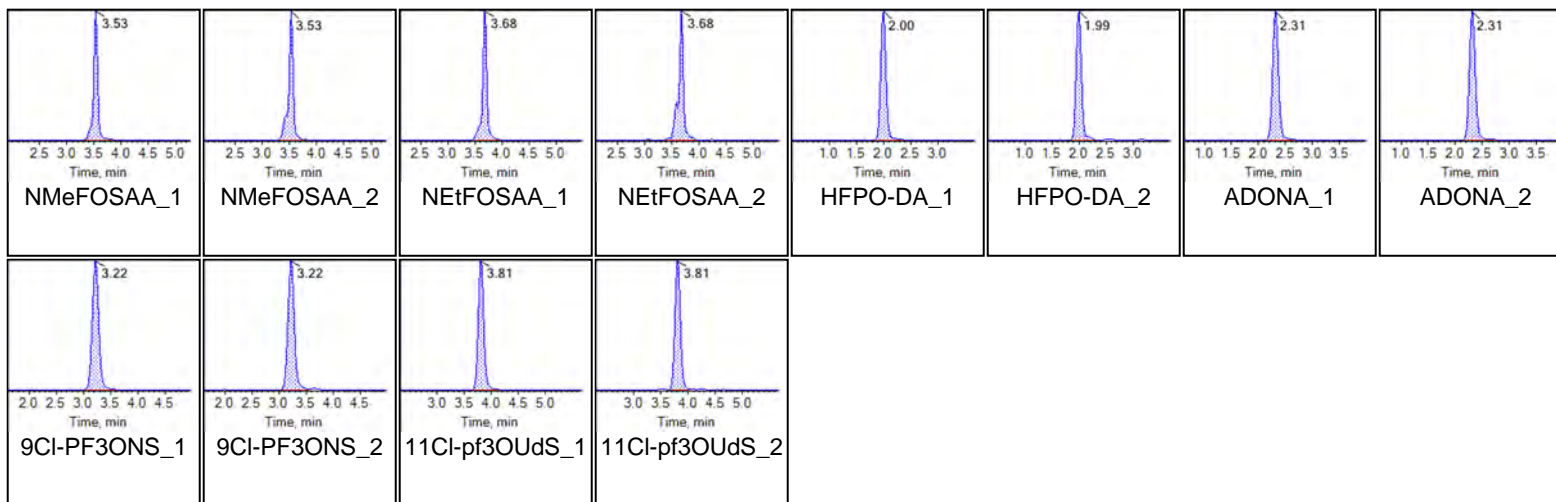 3.53 3.53 3.68 3.68 2.00 1.99 2.31 2.31
2.5 3.0 3.5 4.0 4.5 5.0 2.5 3.0 3.5 4.0 4.5 5.0 2.5 3.0 3.5 4.0 4.5 5.0 2.5 3.0 3.5 4.0 4.5 5.0 1.0 1.5 2.0 2.5 3.0 1.0 1.5 2.0 2.5 3.0 1.0 1.5 2.0 2.5 3.0 3.5 1.0 1.5 2.0 2.5 3.0 3.5
Time, min Time, min Time, min Time, min Time, min Time, min Time, min Time, min
NMeFOSAA_1 NMeFOSAA_2 NEtFOSAA_1 NEtFOSAA_2 HFPO-DA_1 HFPO-DA_2 ADONA_1 ADONA_2
3.22 3.22 3.81 3.81
2.0 2.5 3.0 3.5 4.0 4.5 2.0 2.5 3.0 3.5 4.0 4.5 3.0 3.5 4.0 4.5 5.0 3.0 3.5 4.0 4.5 5.0
Time, min Time, min Time, min Time, min
9Cl-PF3ONS_1 9Cl-PF3ONS_2 11Cl-pf3OUdS_1 11Cl-pf3OUdS_2